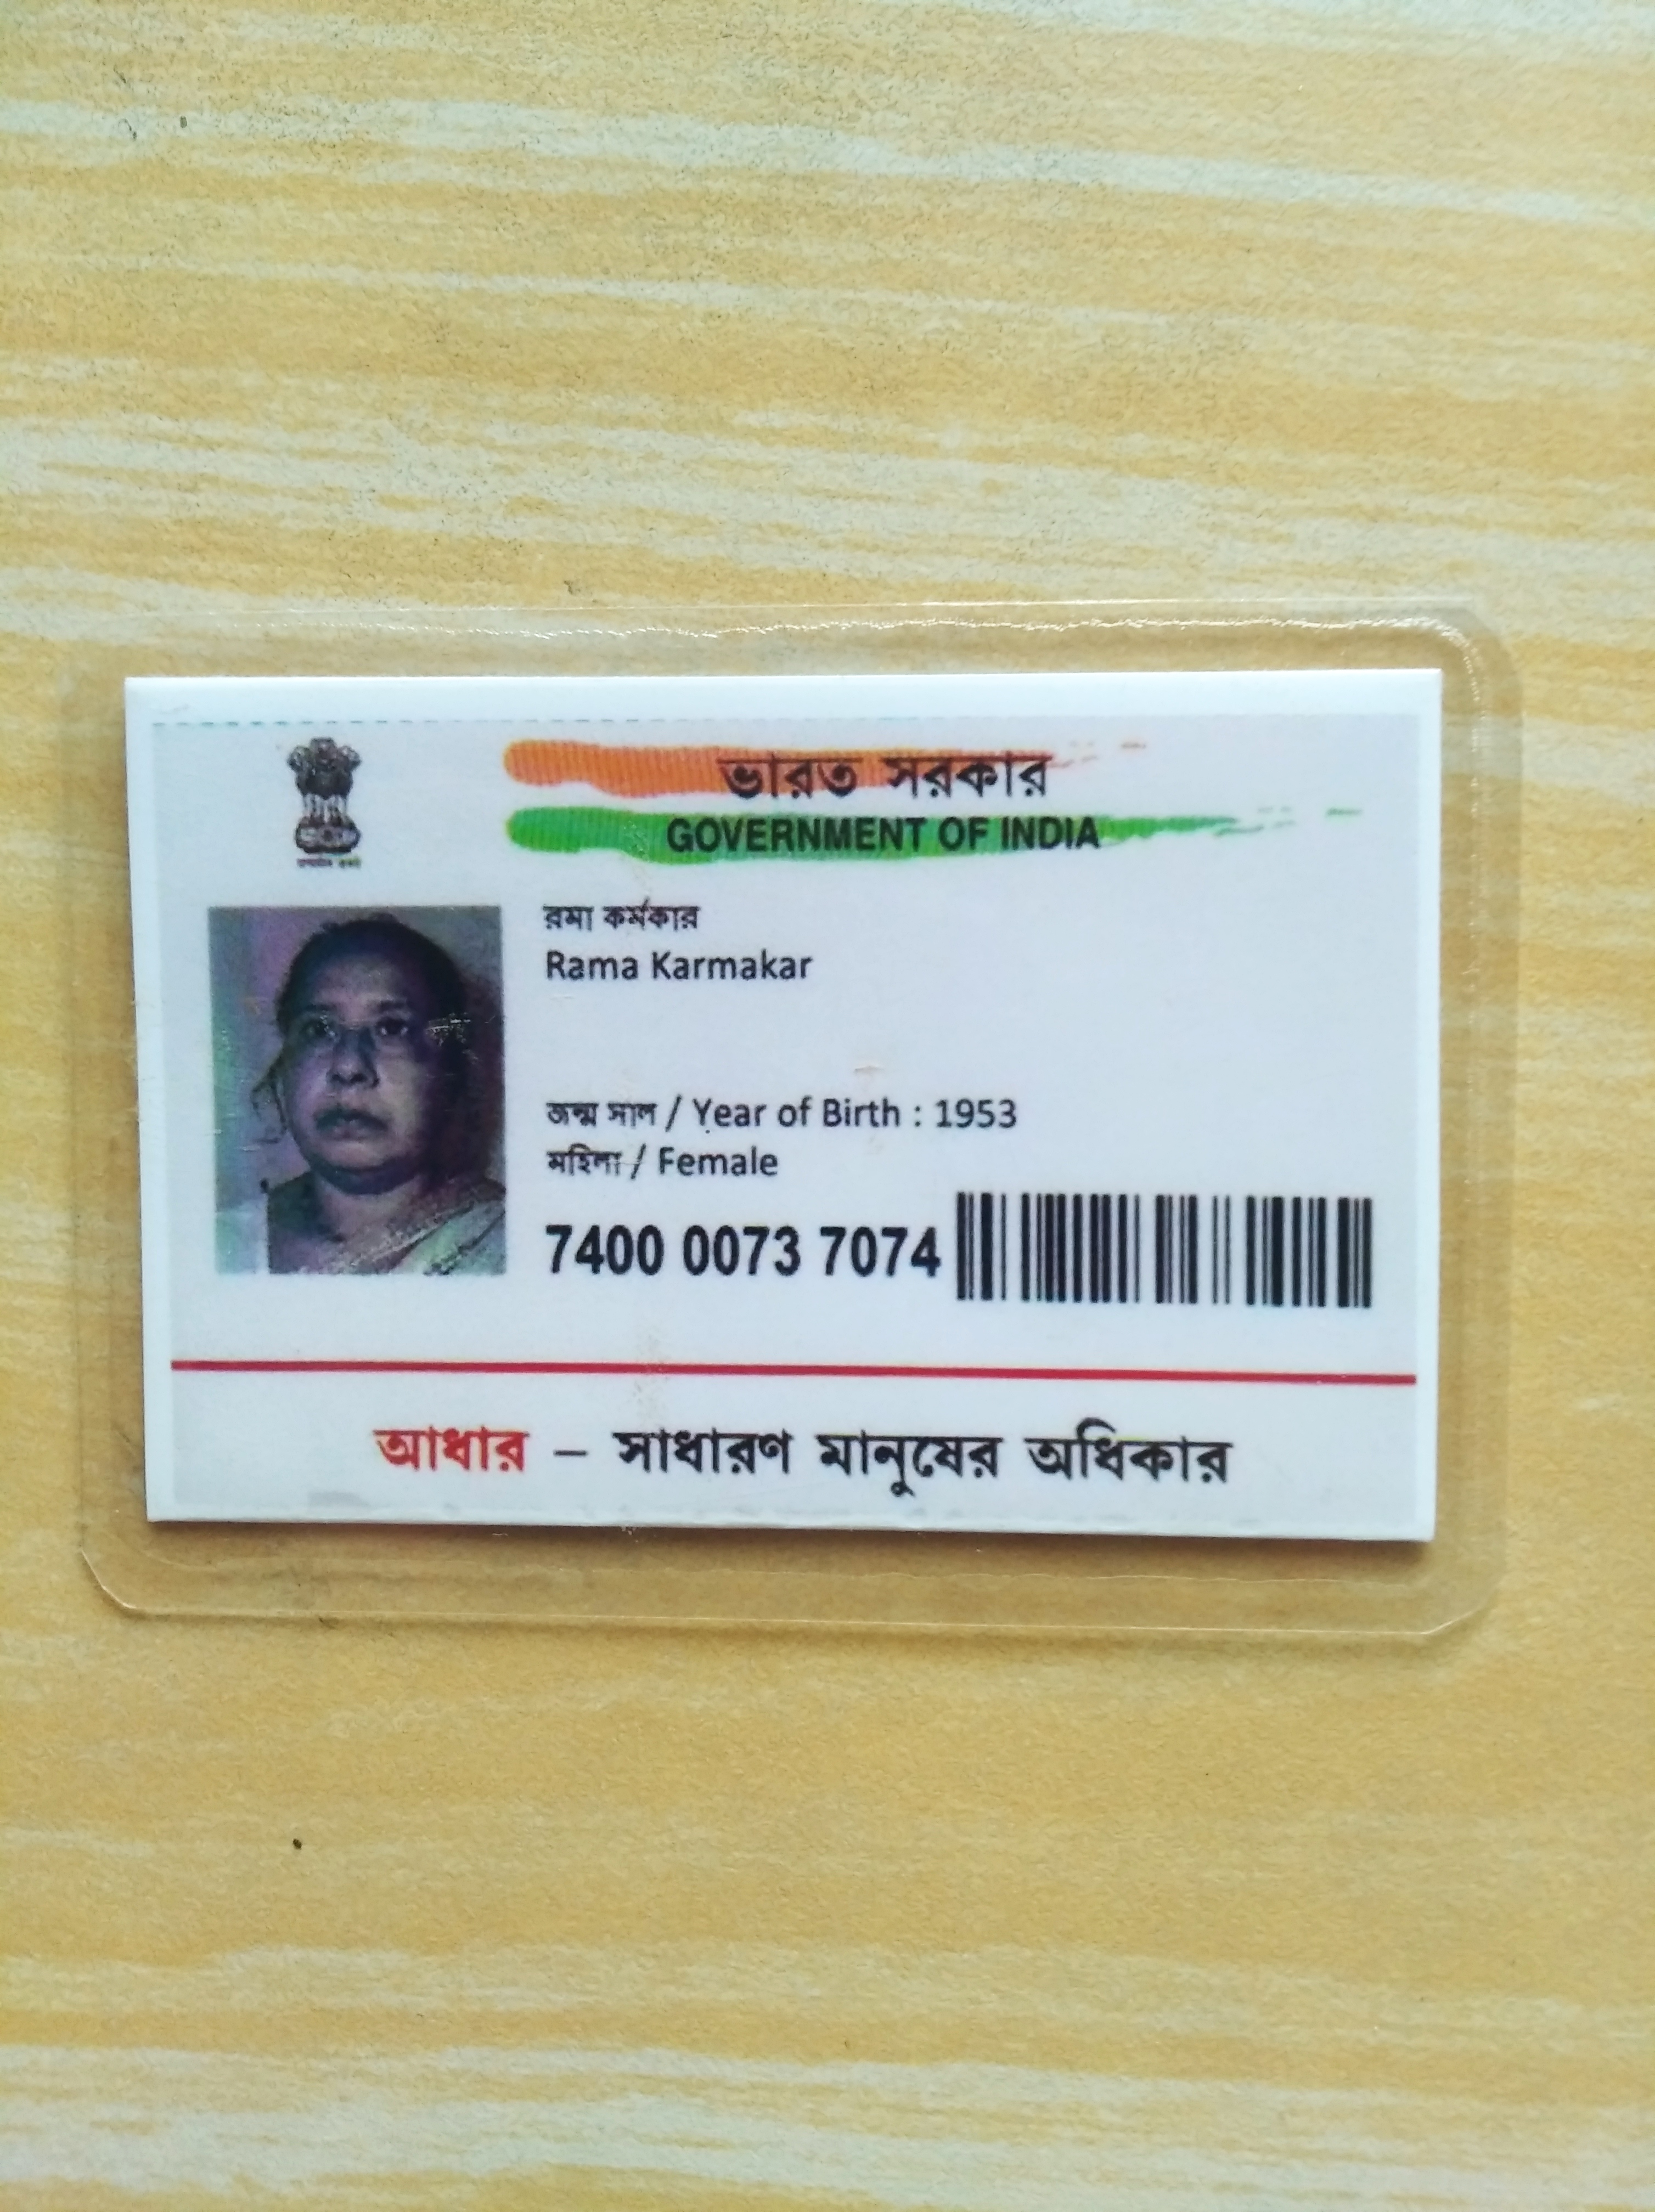 ভারত সরকার
GOVERNMENT OF INDIA
রমা কর্মকার
Rama Karmakar
জন্ম সাল / Year of Birth : 1953
মহিলা / Female
7400 0073 7074
আধার – সাধারণ মানুষের অধিকার